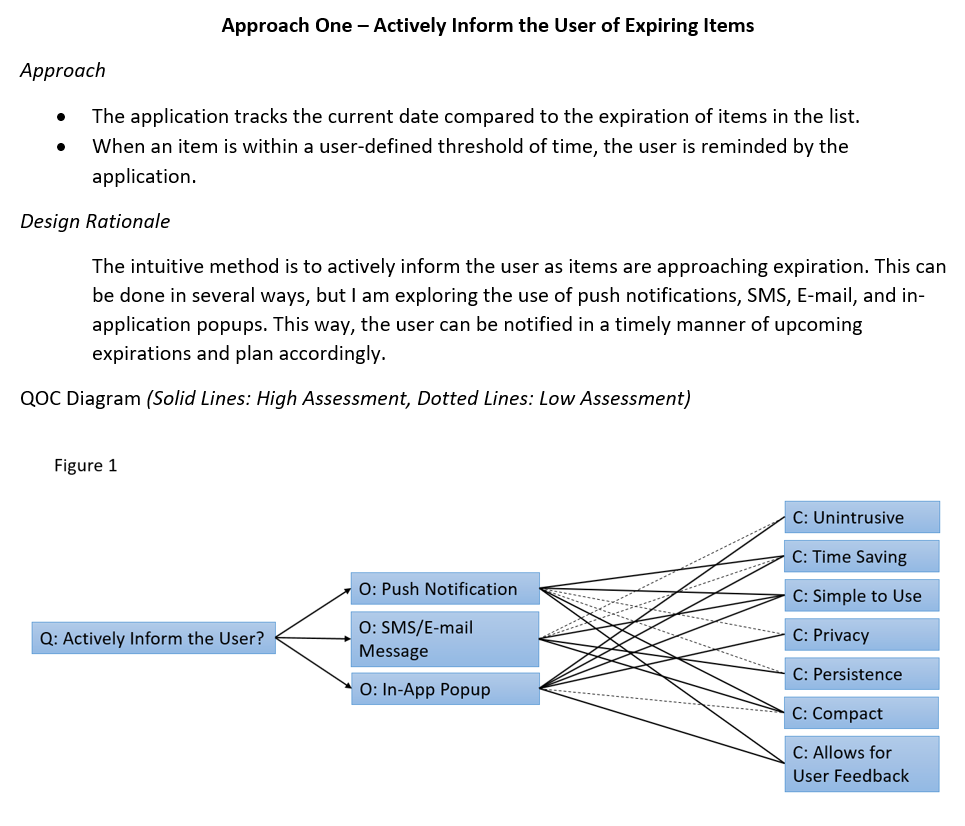 Approach One – Actively Inform the User of Expiring Items
Approach
• The application tracks the current date compared to the expiration of items in the list.
• When an item is within a user-defined threshold of time, the user is reminded by the
application.
Design Rationale
The intuitive method is to actively inform the user as items are approaching expiration. This can
be done in several ways, but I am exploring the use of push notifications, SMS, E-mail, and in-
application popups. This way, the user can be notified in a timely manner of upcoming
expirations and plan accordingly.
QOC Diagram (Solid Lines: High Assessment, Dotted Lines: Low Assessment)
Figure 1
Q: Actively Inform the User?
O: Push Notification
O: SMS/E-mail
Message
O: In-App Popup
C: Unintrusive
C: Time Saving
C: Simple to Use
C: Privacy
C: Persistence
C: Compact
C: Allows for
User Feedback